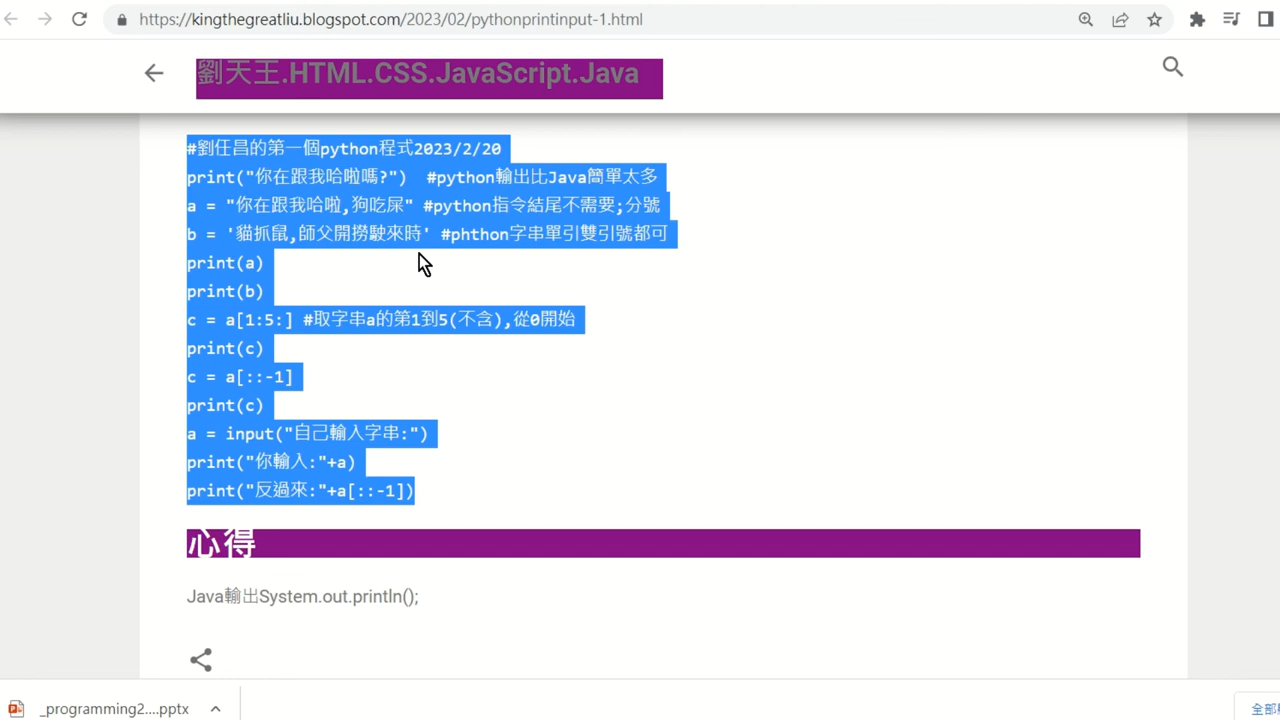 https://kingthegreatliu.blogspot.com/2023/02/pythonprintinput-1.html
劉天王.HTML.CSS.JavaScript.Java
#劉任昌的第一個python程式2023/2/20
print("你在跟我哈啦嗎?")  #python輸出比Java簡單太多
a = "你在跟我哈啦,狗吃屎" #python指令結尾不需要;分號
b = '貓抓鼠,師父開撈駛來時' #phthon字串單引雙引號都可
print(a)
print(b)
c = a[1:5:] #取字串a的第1到5(不含),從0開始
print(c)
c = a[::-1]
print(c)
a = input("自己輸入字串:")
print("你輸入:"+a)
print("反過來:"+a[::-1])
心得
Java輸出System.out.println();
_programming2....pptx